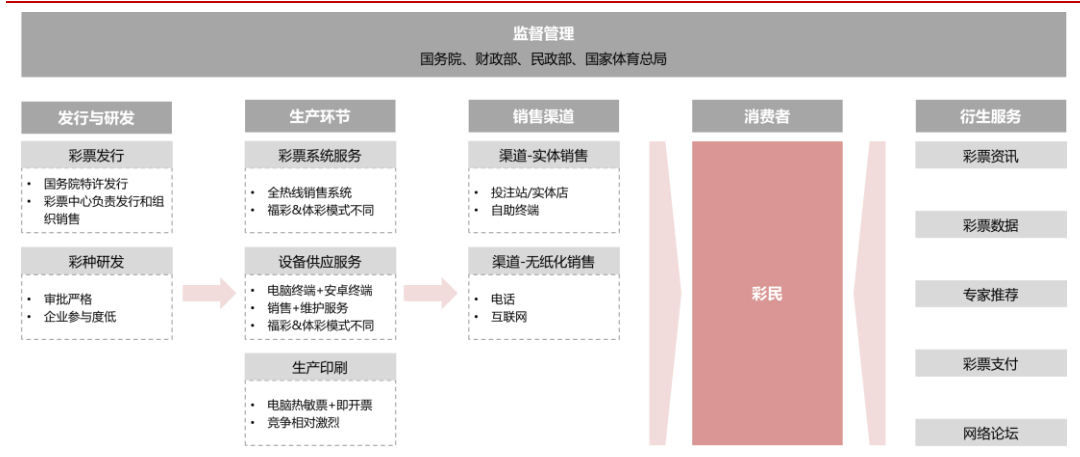 监督管理
国务院、财政部、民政部、国家体育总局
发行与研发
彩票发行
• 国务院特许发行
• 彩票中心负责发行和组
织销售
彩种研发
• 审批严格
• 企业参与度低
生产环节
彩票系统服务
• 全热线销售系统
• 福彩&体彩模式不同
设备供应服务
• 电脑终端+安卓终端
• 销售+维护服务
• 福彩&体彩模式不同
生产印刷
• 电脑热敏票+即开票
• 竞争相对激烈
销售渠道
渠道-实体销售
• 投注站/实体店
• 自助终端
渠道-无纸化销售
• 电话
• 互联网
消费者
彩民
衍生服务
彩票资讯
彩票数据
专家推荐
彩票支付
网络论坛